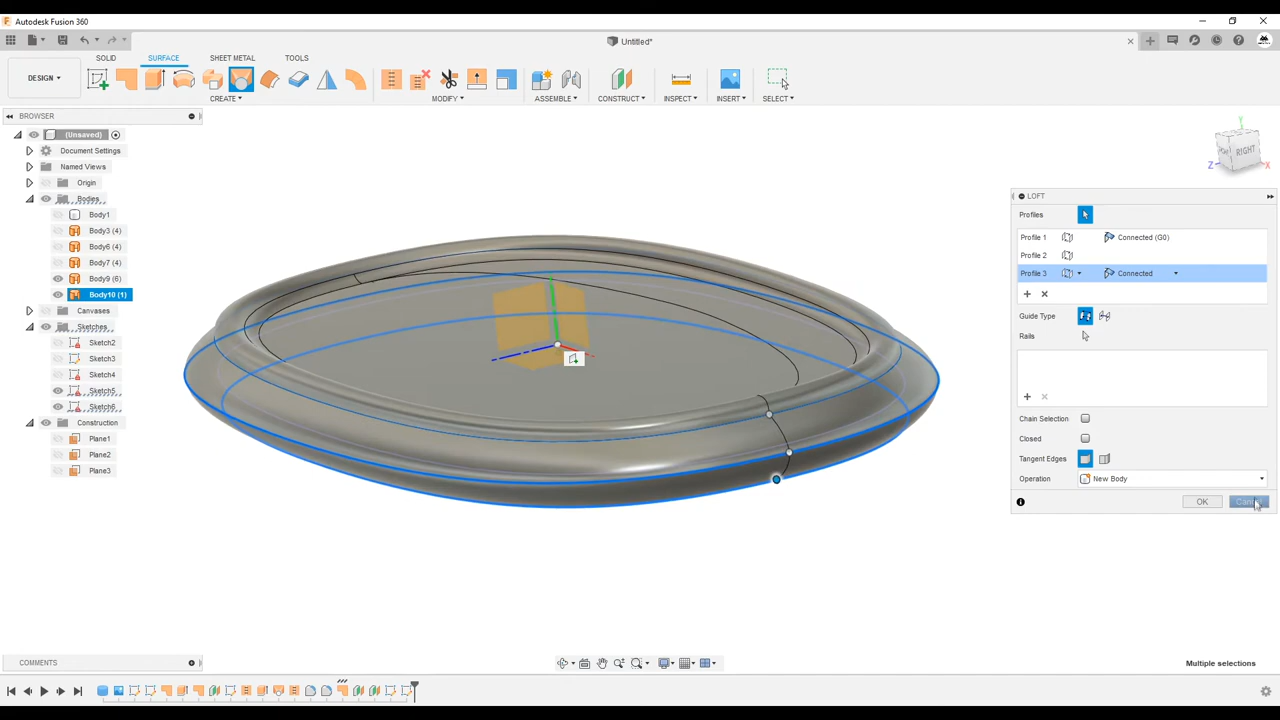 Autodesk Fusion 360
Untitled*
SOLID SURFACE SHEET METAL TOOLS
DESIGN ▾
CREATE ▾ MODIFY ▾ ASSEMBLE ▾ CONSTRUCT ▾ INSPECT ▾ INSERT ▾ SELECT ▾
BROWSER
(Unsaved)
Document Settings
Named Views
Origin
Bodies
Body1
Body3 (4)
Body6 (4)
Body7 (4)
Body9 (6)
Body10 (1)
Canvases
Sketches
Sketch2
Sketch3
Sketch4
Sketch5
Sketch6
Construction
Plane1
Plane2
Plane3
Y
RIGHT
Z X
LOFT
Profiles
Profile 1 Connected (G0)
Profile 2
Profile 3 Connected
Guide Type
Rails
Chain Selection
Closed
Tangent Edges
Operation New Body
OK
COMMENTS
Multiple selections